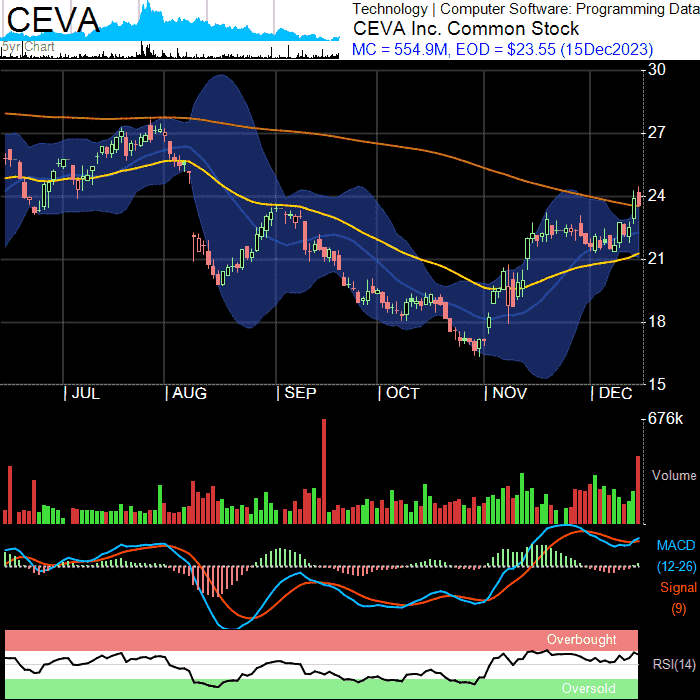 CEVA
Technology | Computer Software: Programming Data
CEVA Inc. Common Stock
5yr Chart
MC = 554.9M, EOD = $23.55 (15Dec2023)
30
27
24
21
18
15
| JUL | AUG | SEP | OCT | NOV | DEC
676k
Volume
MACD
(12-26)
Signal
(9)
Overbought
RSI(14)
Oversold